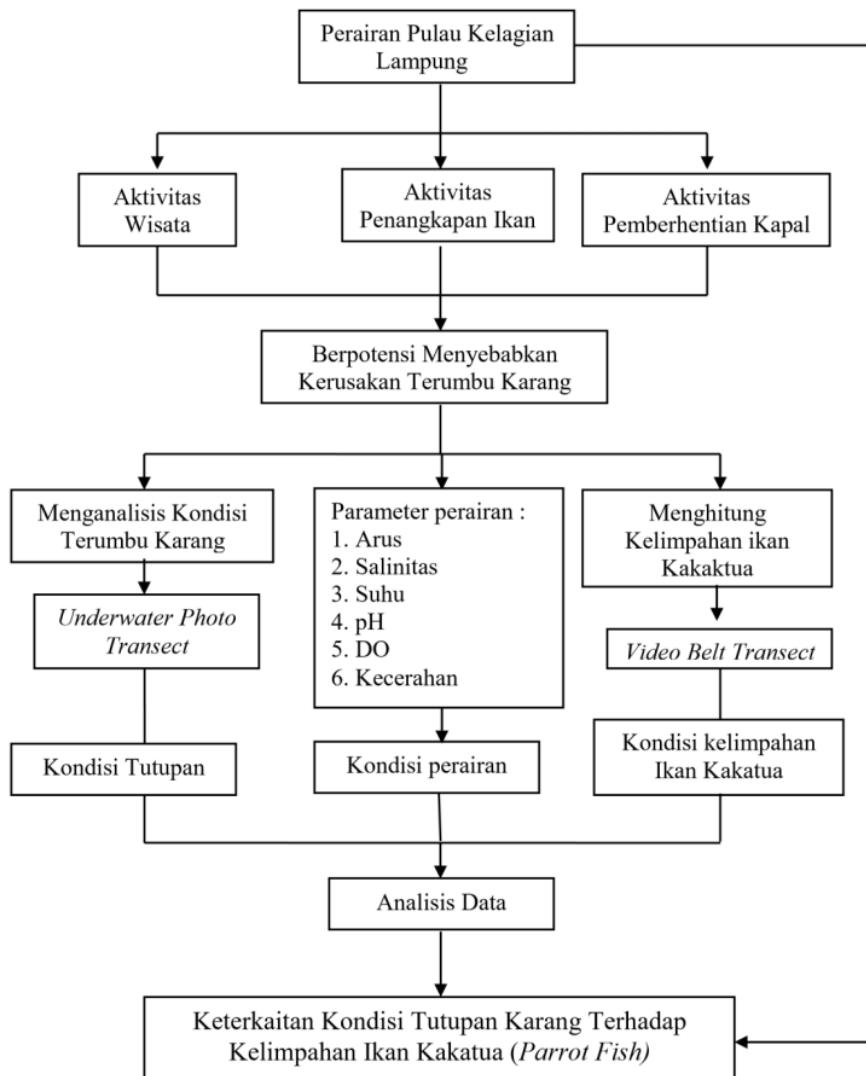 Perairan Pulau Kelagian
Lampung
Aktivitas
Wisata
Aktivitas
Penangkapan Ikan
Aktivitas
Pemberhentian Kapal
Berpotensi Menyebabkan
Kerusakan Terumbu Karang
Menganalisis Kondisi
Terumbu Karang
Parameter perairan :
1. Arus
2. Salinitas
3. Suhu
4. pH
5. DO
6. Kecerahan
Menghitung
Kelimpahan ikan
Kakaktua
Underwater Photo
Transect
Video Belt Transect
Kondisi Tutupan
Kondisi perairan
Kondisi kelimpahan
Ikan Kakatua
Analisis Data
Keterkaitan Kondisi Tutupan Karang Terhadap
Kelimpahan Ikan Kakatua (Parrot Fish)